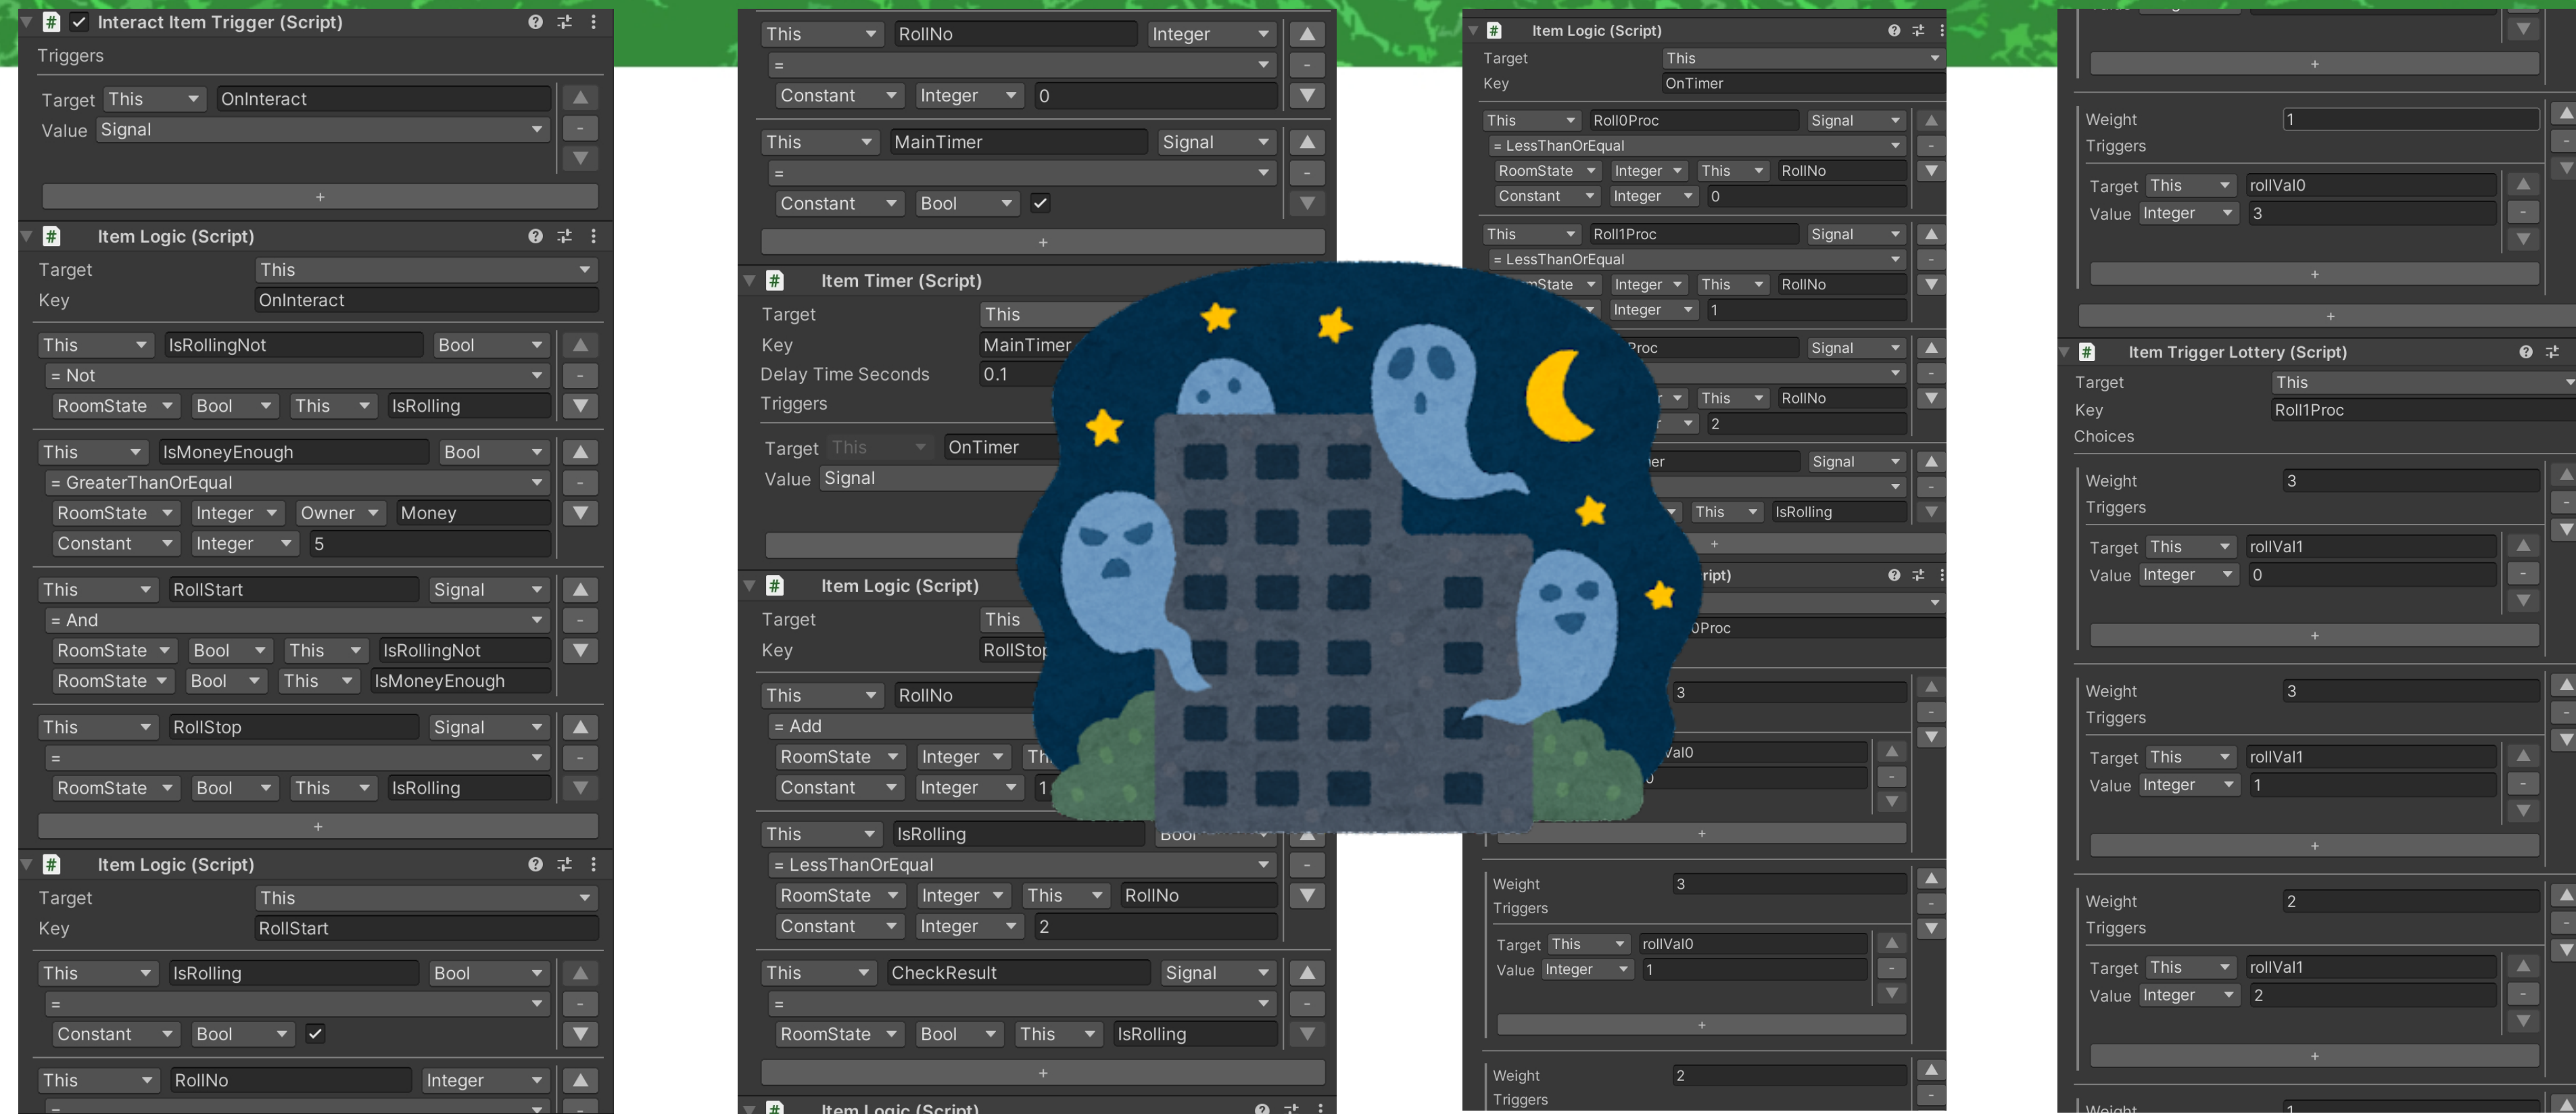 Interact Item Trigger (Script)
Triggers
Target This OnInteract
Value Signal
-
+
Item Logic (Script)
Target This
Key OnInteract
This IsRollingNot Bool
= Not
-
RoomState Bool This IsRolling
This IsMoneyEnough Bool
= GreaterThanOrEqual
-
RoomState Integer Owner Money
Constant Integer 5
This RollStart Signal
= And
-
RoomState Bool This IsRollingNot
RoomState Bool This IsMoneyEnough
This RollStop Signal
=
-
RoomState Bool This IsRolling
+
Item Logic (Script)
Target This
Key RollStart
This IsRolling Bool
=
-
Constant Bool
This RollNo Integer
=
This RollNo Integer
=
-
Constant Integer 0
This MainTimer Signal
=
-
Constant Bool
+
Item Timer (Script)
Target This
Key MainTimer
Delay Time Seconds 0.1
Triggers
Target This OnTimer
Value Signal
Item Logic (Script)
Target This
Key RollStop
This RollNo
= Add
RoomState Integer
Constant Integer 1
This IsRolling Bool
= LessThanOrEqual
-
RoomState Integer This RollNo
Constant Integer 2
This CheckResult Signal
=
-
RoomState Bool This IsRolling
+
Item Logic (Script)
Item Logic (Script)
Target This
Key OnTimer
This Roll0Proc Signal
= LessThanOrEqual
-
RoomState Integer This RollNo
Constant Integer 0
This Roll1Proc Signal
= LessThanOrEqual
-
Integer This RollNo
Integer 1
Signal
-
This RollNo
2
Signal
-
This IsRolling
+
3
-
-
+
Weight 3
Triggers
-
Target This rollVal0
Value Integer 1
-
+
Weight 2
Triggers
-
+
Weight 1
Triggers
-
Target This rollVal0
Value Integer 3
-
+
+
Item Trigger Lottery (Script)
Target This
Key Roll1Proc
Choices
Weight 3
Triggers
-
Target This rollVal1
Value Integer 0
-
+
Weight 3
Triggers
-
Target This rollVal1
Value Integer 1
-
+
Weight 2
Triggers
-
Target This rollVal1
Value Integer 2
-
+
Weight 1